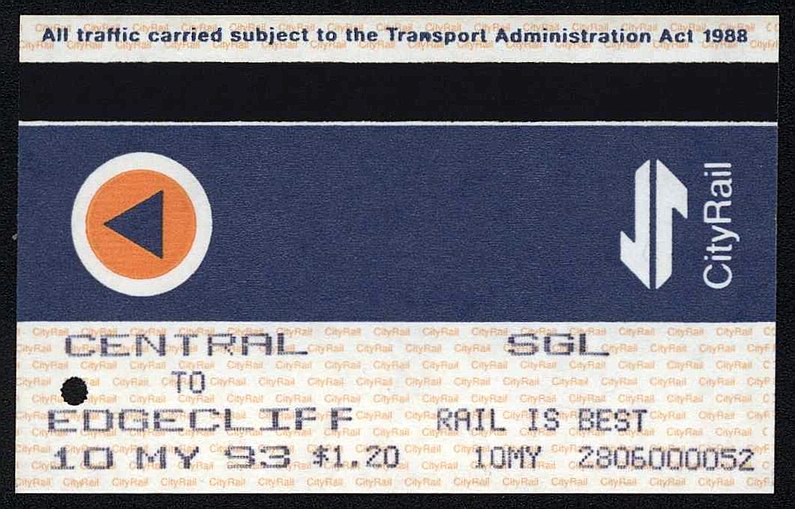 All traffic carried subject to the Transport Administration Act 1988
CityRail
CENTRAL SGL
TO
EDGECLIFF RAIL IS BEST
10 MY 93 $1.20 10MY 2806000052